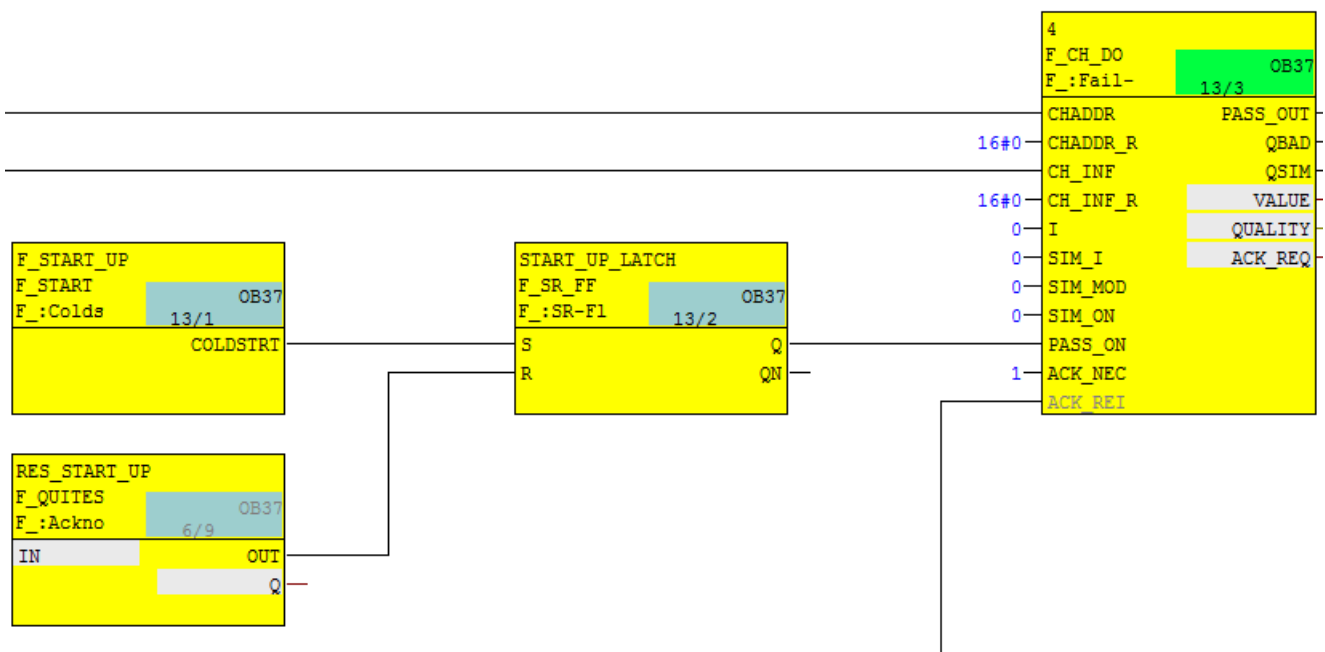 4
F_CH_DO
F_:Fail-
OB37
13/3
CHADDR PASS_OUT
16#0 CHADDR_R QBAD
CH_INF QSIM
16#0 CH_INF_R VALUE
0 I QUALITY
0 SIM_I ACK_REQ
0 SIM_MOD
0 SIM_ON
PASS_ON
1 ACK_NEC
ACK_REI
F_START_UP
F_START
F_:Colds
OB37
13/1
COLDSTRT
START_UP_LATCH
F_SR_FF
F_:SR-Fl
OB37
13/2
S Q
R QN
RES_START_UP
F_QUITES
F_:Ackno
OB37
6/9
IN OUT
Q